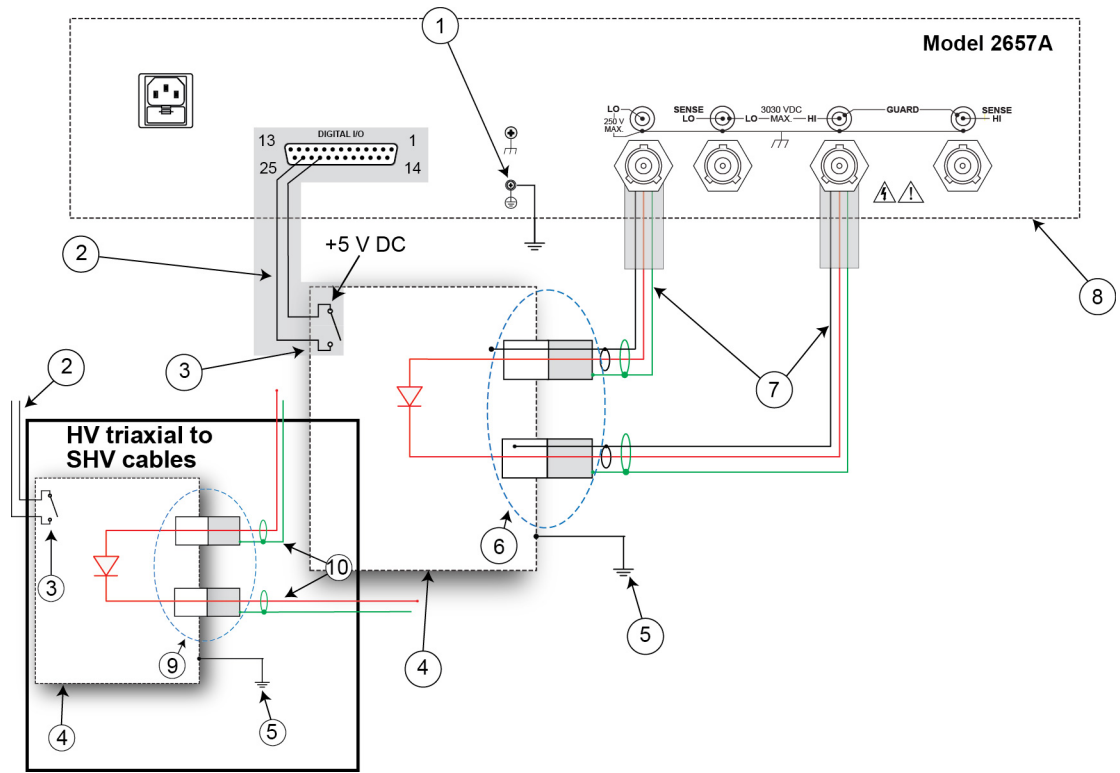 1
Model 2657A
LO
250 V
MAX.
SENSE
LO
LO
3030 VDC
MAX.
HI
GUARD
SENSE
HI
DIGITAL I/O
13
1
25
14
+5 V DC
2
8
3
7
2
HV triaxial to
SHV cables
6
3
10
5
4
9
4
5